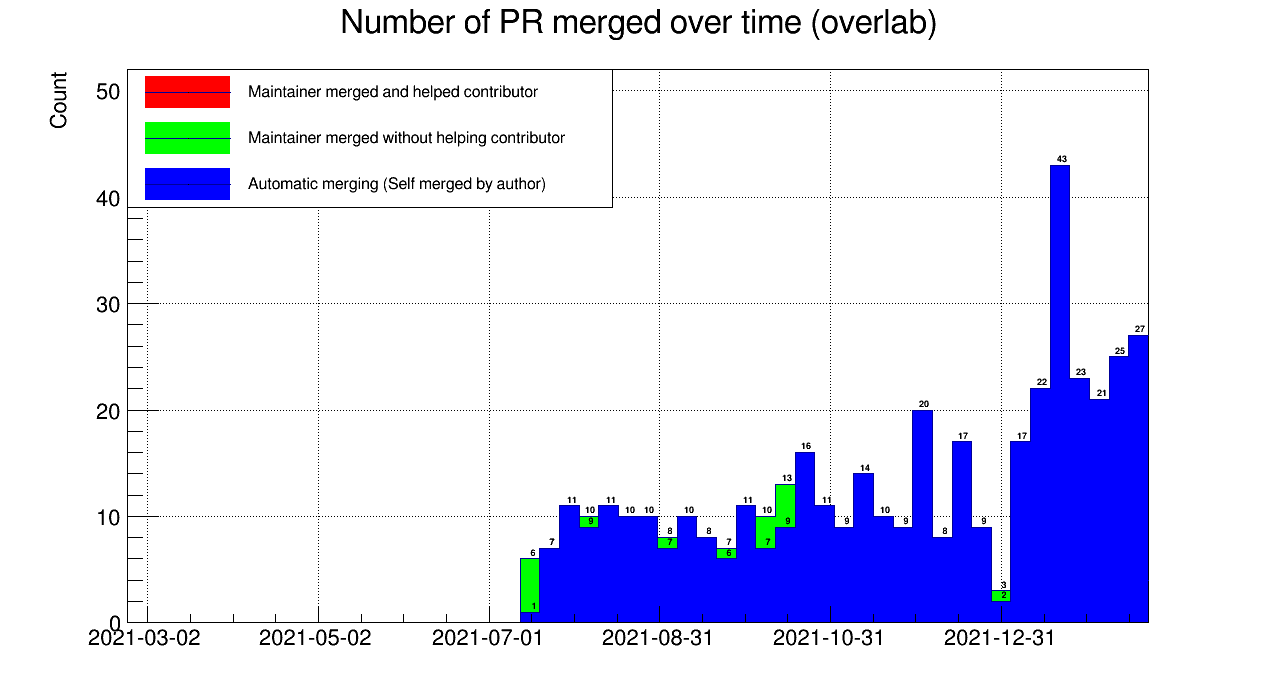 Number of PR merged over time (overlab)
Count
Maintainer merged and helped contributor
Maintainer merged without helping contributor
Automatic merging (Self merged by author)
50
40
30
20
10
0
43
27
25
23
22
21
20
17
17
16
14
13
11 10 11 10 10 10 11 10 11 10
9 8 8 7 9 9 9 8 9
6 7 7 6 7
1
3
2
2021-03-02 2021-05-02 2021-07-01 2021-08-31 2021-10-31 2021-12-31